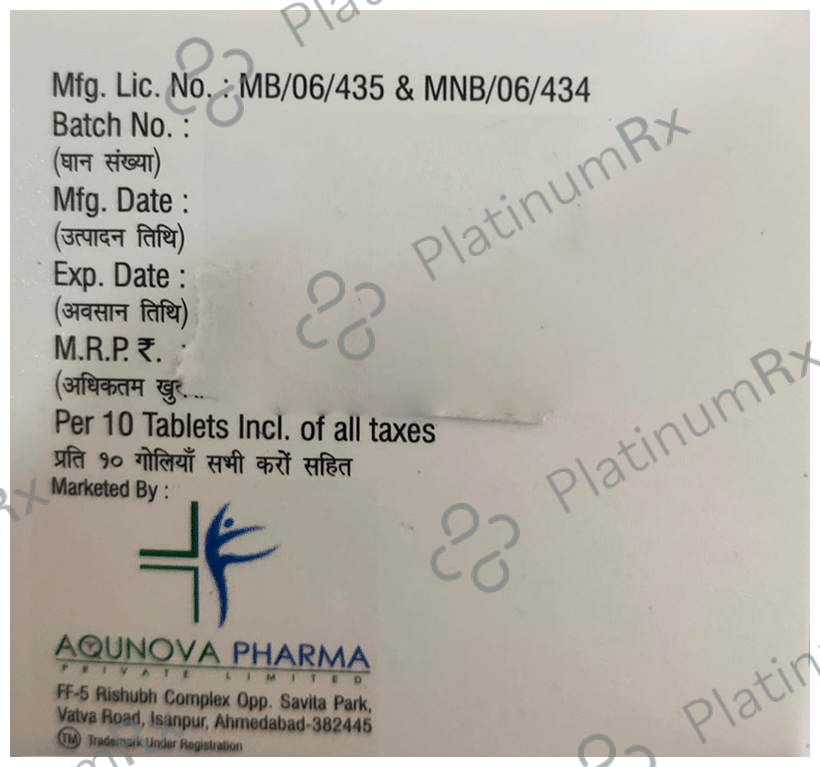 Mfg. Lic. No. : MB/06/435 & MNB/06/434
Batch No. :
(घान संख्या)
Mfg. Date :
(उत्पादन तिथि)
Exp. Date :
(अवसान तिथि)
M.R.P. ₹. :
(अधिकतम
Per 10 Tablets Incl. of all taxes
प्रति १० गोलियाँ सभी करों सहित
Marketed By :
AQUNOVA PHARMA
PRIVATE LIMITED
FF-5 Rishubh Complex Opp. Savita Park,
Vatva Road, Isanpur, Ahmedabad-382445
TM Trademark Under Registration
PlatinumRx
PlatinumRx